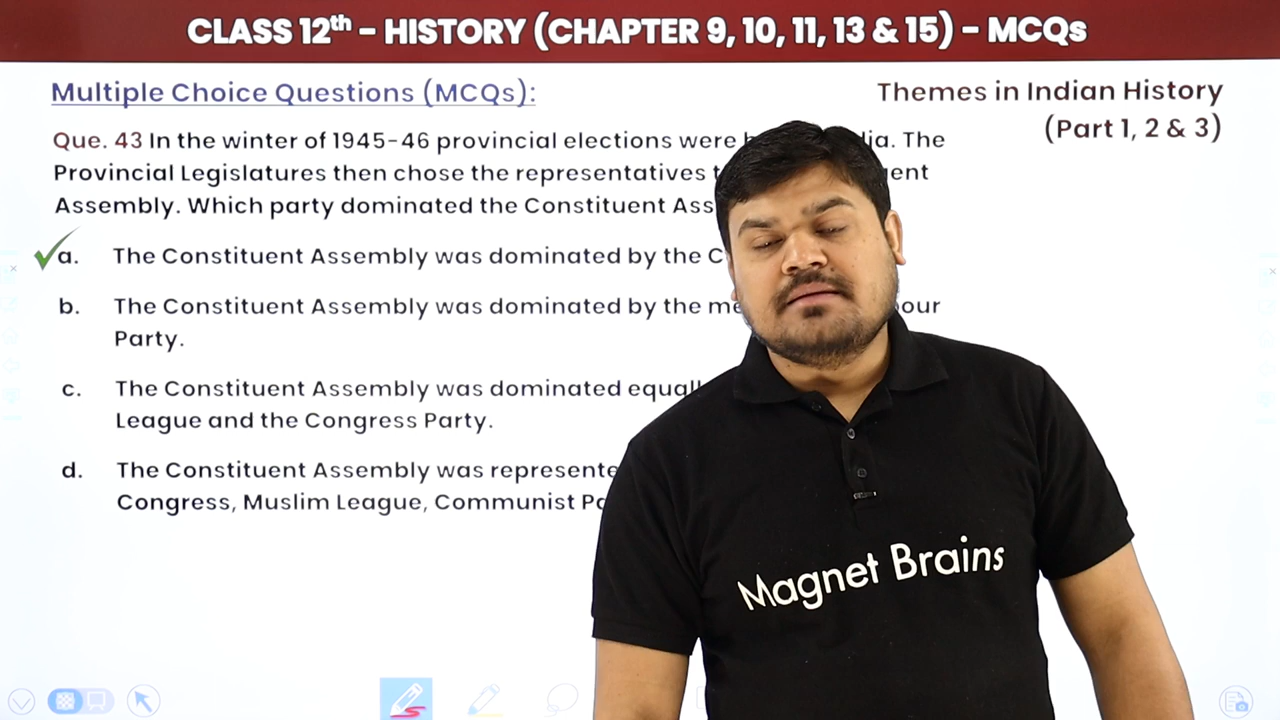 CLASS 12th - HISTORY (CHAPTER 9, 10, 11, 13 & 15) - MCQs
Multiple Choice Questions (MCQs):
Themes in Indian History
(Part 1, 2 & 3)
Que. 43 In the winter of 1945-46 provincial elections were
The
Provincial Legislatures then chose the representatives
Assembly. Which party dominated the Constituent
a. The Constituent Assembly was dominated by the
b. The Constituent Assembly was dominated by the
Party.
c. The Constituent Assembly was dominated
League and the Congress Party.
d. The Constituent Assembly was
Congress, Muslim League, Communist
Magnet Brains